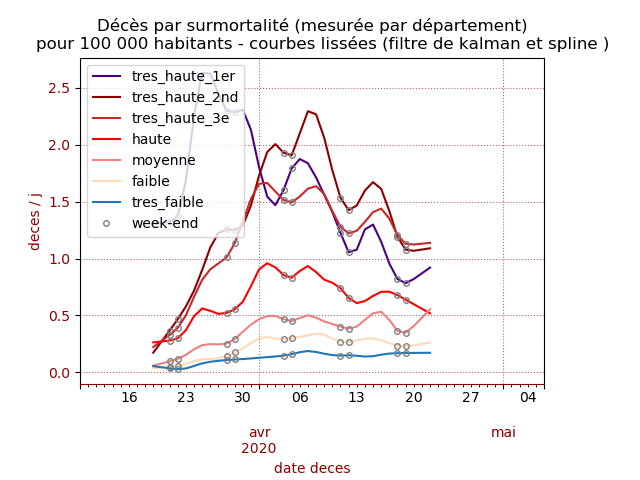 Décès par surmortalité (mesurée par département)
pour 100 000 habitants - courbes lissées (filtre de kalman et spline )
tres_haute_1er
tres_haute_2nd
tres_haute_3e
haute
moyenne
faible
tres_faible
week-end
2.5
2.0
1.5
1.0
0.5
0.0
deces / j
16 23 30 06 13 20 27 04
avr mai
2020
date deces